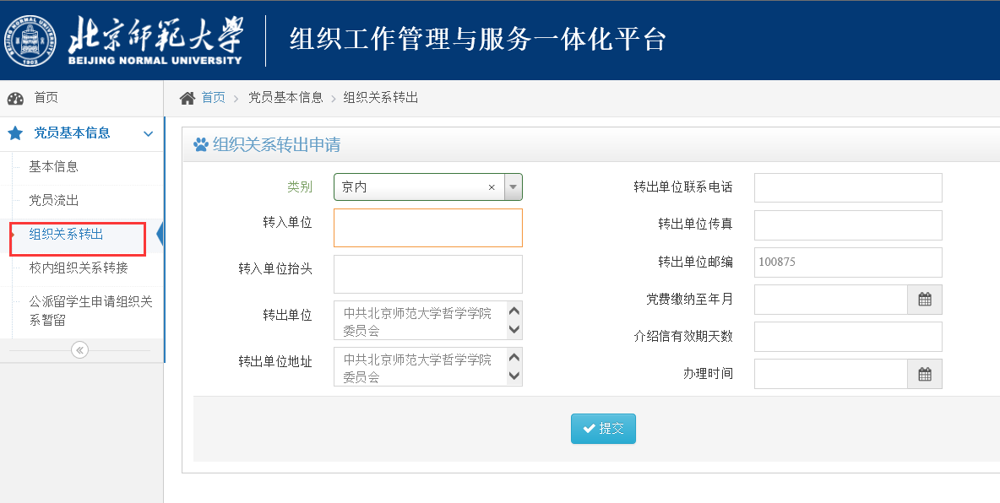 北京师范大学
BEIJING NORMAL UNIVERSITY
BEIJING NORMAL UNIVERSITY
1902
组织工作管理与服务一体化平台
首页
党员基本信息
基本信息
党员流出
组织关系转出
校内组织关系转接
公派留学生申请组织关
系暂留
首页 > 党员基本信息 > 组织关系转出
组织关系转出申请
类别
京内 ×
转入单位
转入单位抬头
转出单位
中共北京师范大学哲学学院
委员会
转出单位地址
中共北京师范大学哲学学院
委员会
转出单位联系电话
转出单位传真
转出单位邮编
100875
党费缴纳至年月
介绍信有效期天数
办理时间
提交